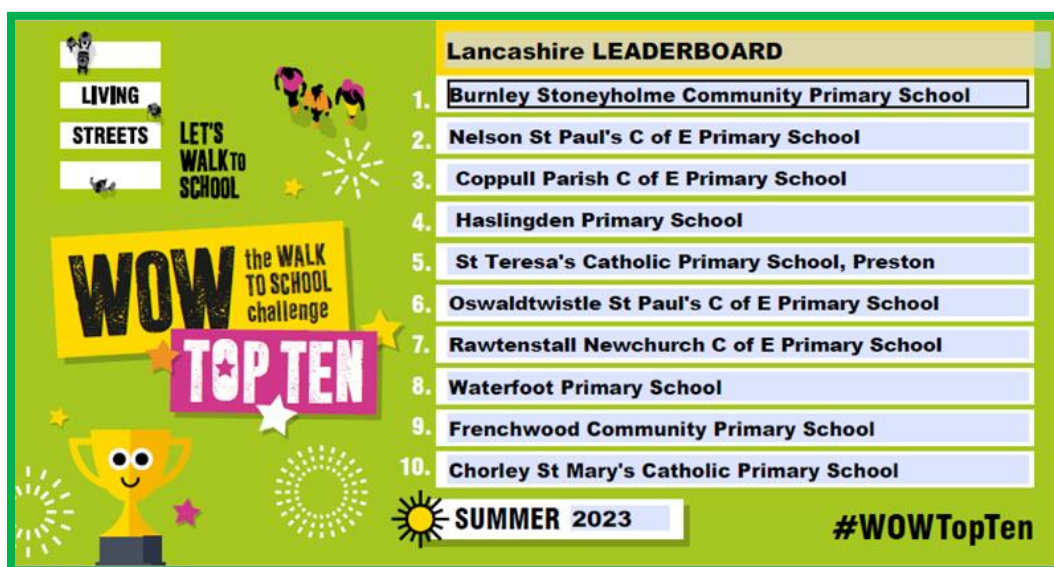 LIVING
STREETS
LET'S
WALK TO
SCHOOL
WOW the WALK
TO SCHOOL
challenge
TOP TEN
Lancashire LEADERBOARD
1. Burnley Stoneyholme Community Primary School
2. Nelson St Paul's C of E Primary School
3. Coppull Parish C of E Primary School
4. Haslingden Primary School
5. St Teresa's Catholic Primary School, Preston
6. Oswaldtwistle St Paul's C of E Primary School
7. Rawtenstall Newchurch C of E Primary School
8. Waterfoot Primary School
9. Frenchwood Community Primary School
10. Chorley St Mary's Catholic Primary School
SUMMER 2023
#WOWTopTen